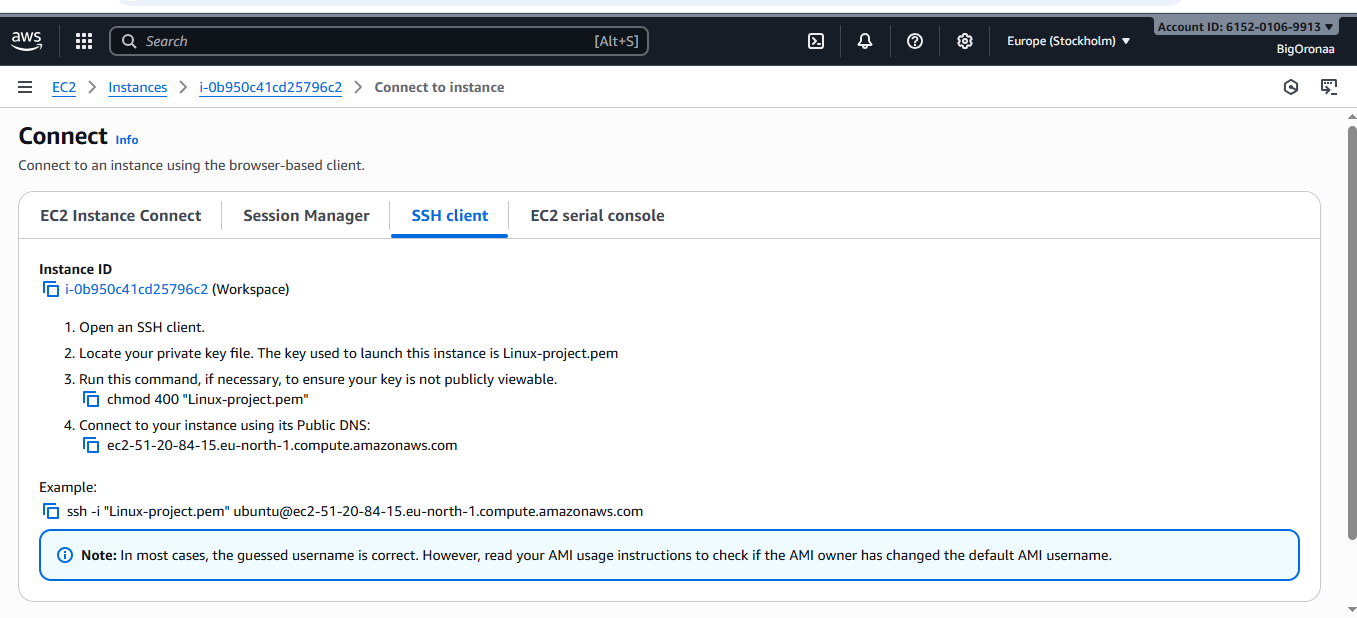 aws
Search [Alt+S]
Europe (Stockholm) ▼
Account ID: 6152-0106-9913 ▼
BigOronaa
EC2 > Instances > i-0b950c41cd25796c2 > Connect to instance
Connect Info
Connect to an instance using the browser-based client.
EC2 Instance Connect
Session Manager
SSH client
EC2 serial console
Instance ID
i-0b950c41cd25796c2 (Workspace)
1. Open an SSH client.
2. Locate your private key file. The key used to launch this instance is Linux-project.pem
3. Run this command, if necessary, to ensure your key is not publicly viewable.
chmod 400 "Linux-project.pem"
4. Connect to your instance using its Public DNS:
ec2-51-20-84-15.eu-north-1.compute.amazonaws.com
Example:
ssh -i "Linux-project.pem" ubuntu@ec2-51-20-84-15.eu-north-1.compute.amazonaws.com
Note: In most cases, the guessed username is correct. However, read your AMI usage instructions to check if the AMI owner has changed the default AMI username.